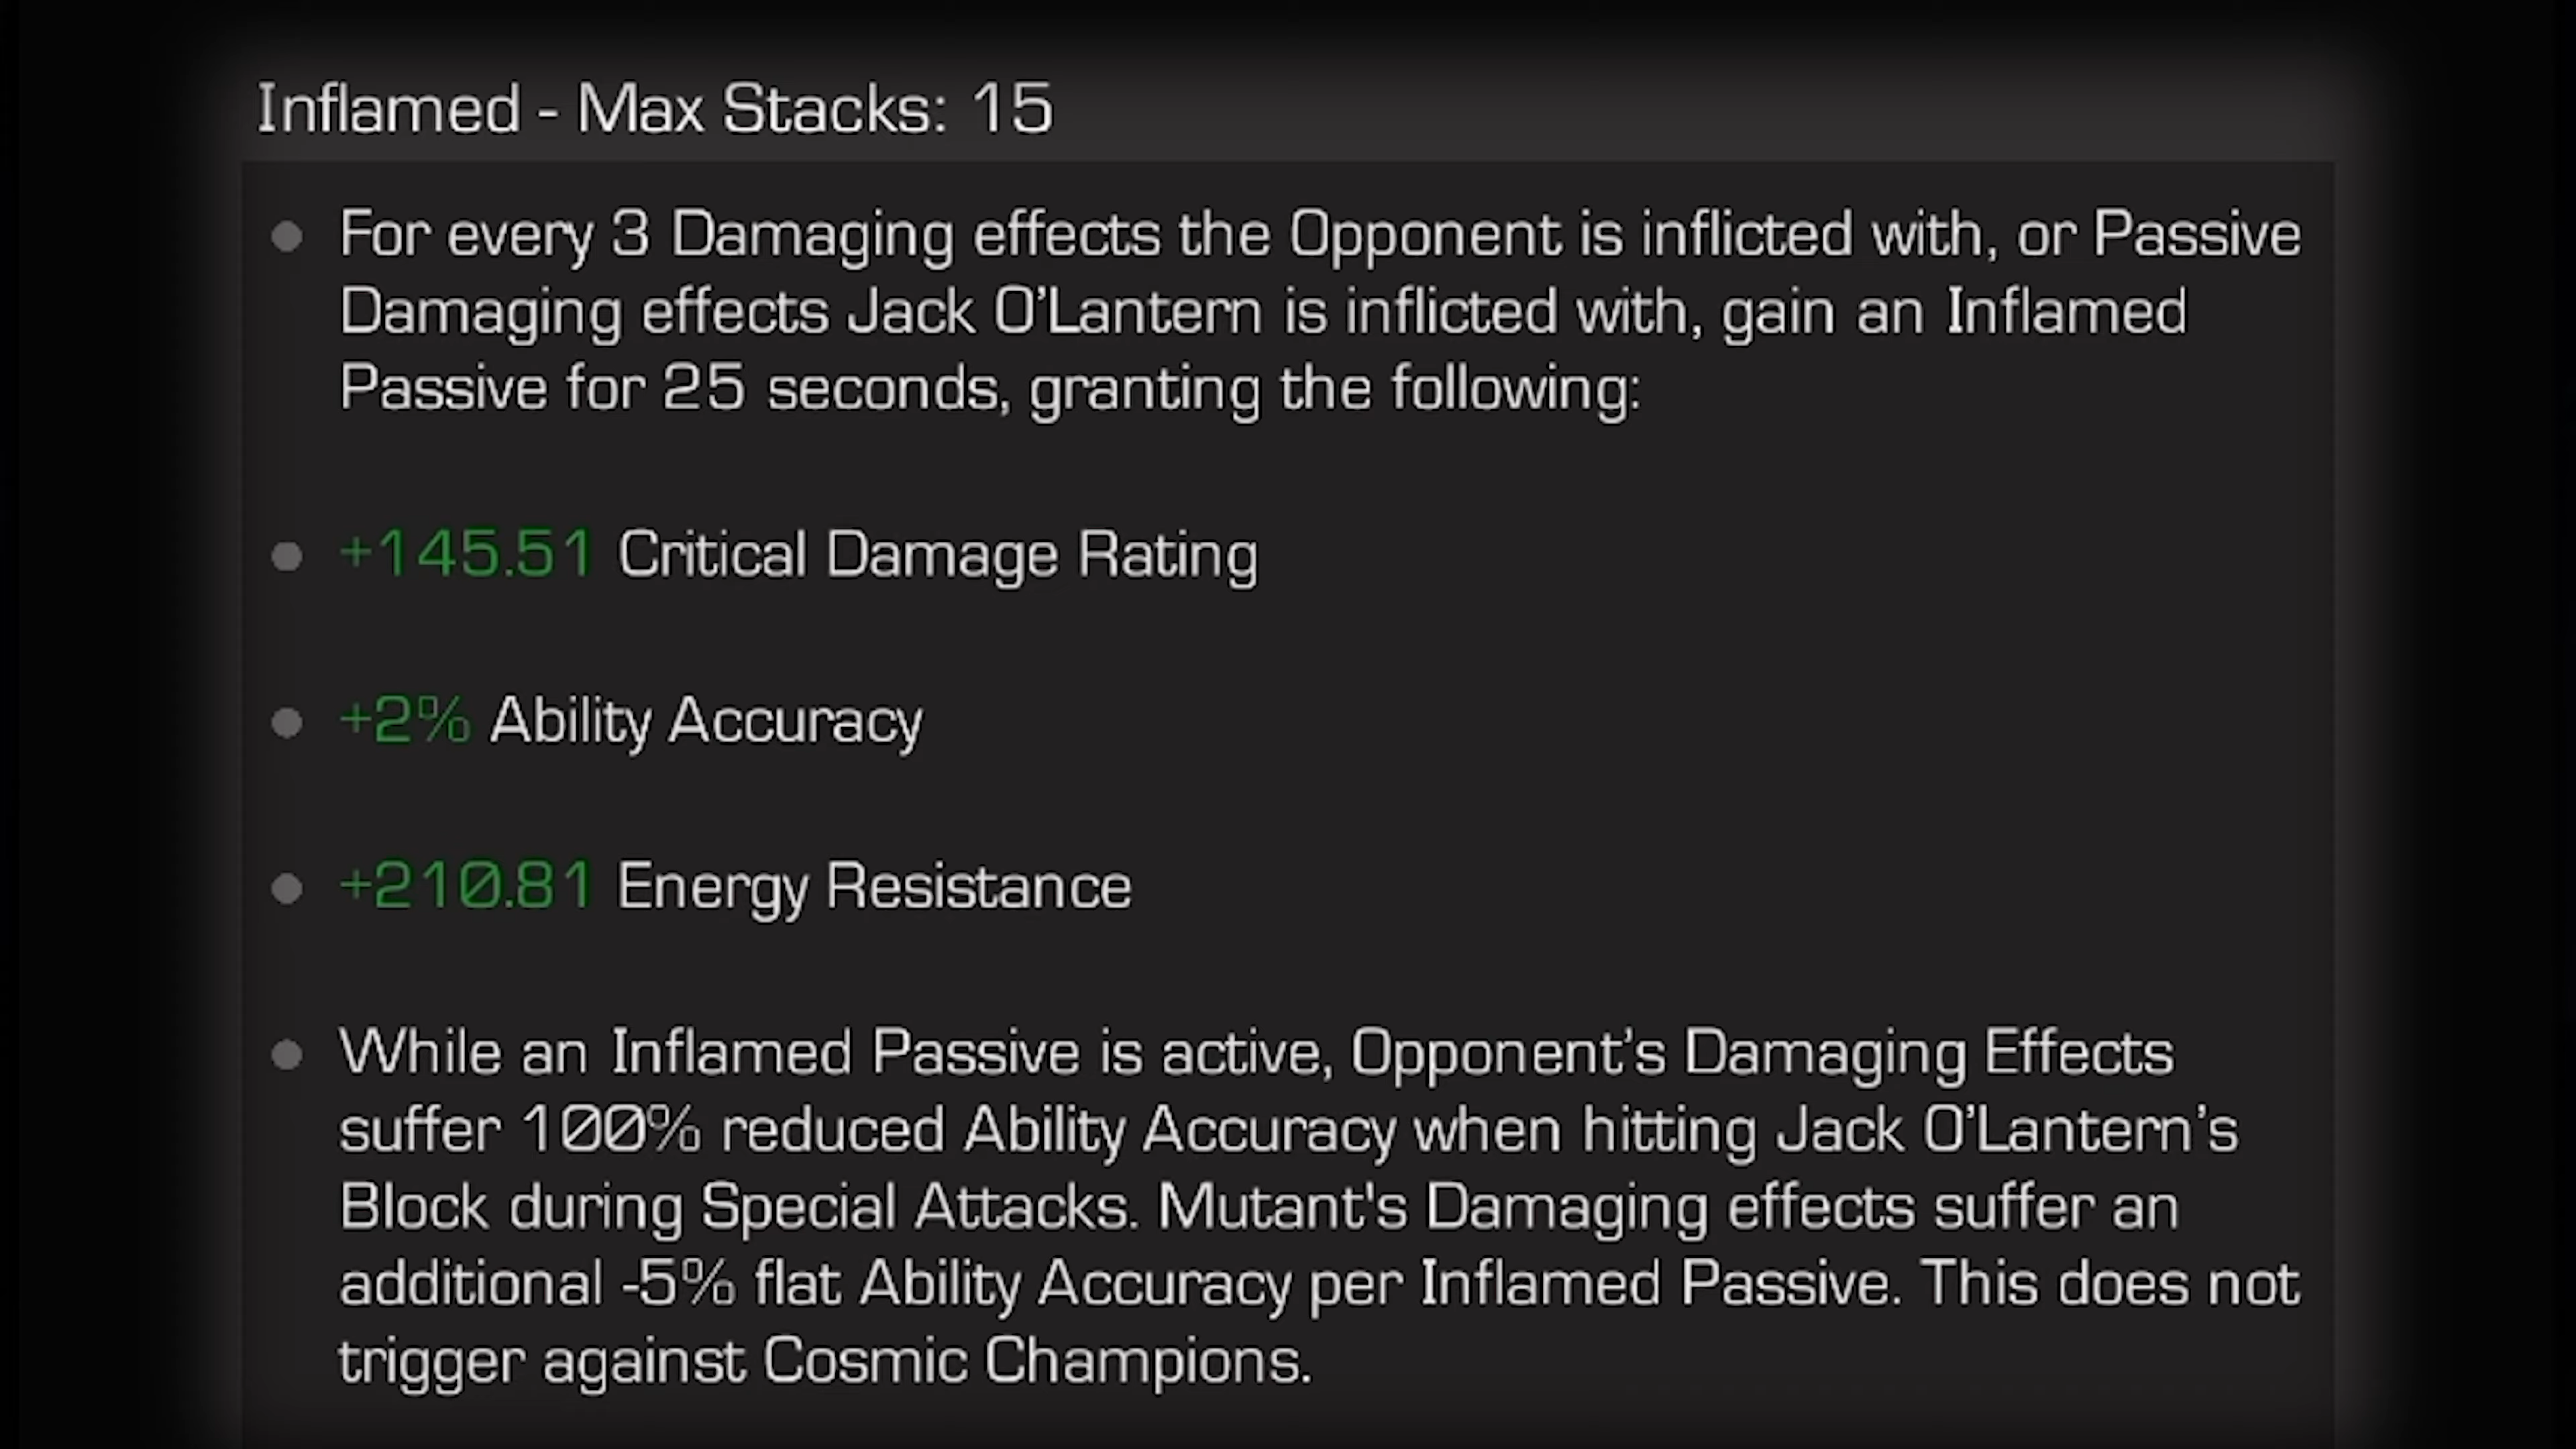 Inflamed - Max Stacks: 15
For every 3 Damaging effects the Opponent is inflicted with, or Passive
Damaging effects Jack O'Lantern is inflicted with, gain an Inflamed
Passive for 25 seconds, granting the following:
+145.51 Critical Damage Rating
+2% Ability Accuracy
+210.81 Energy Resistance
While an Inflamed Passive is active, Opponent's Damaging Effects
suffer 100% reduced Ability Accuracy when hitting Jack O'Lantern's
Block during Special Attacks. Mutant's Damaging effects suffer an
additional -5% flat Ability Accuracy per Inflamed Passive. This does not
trigger against Cosmic Champions.